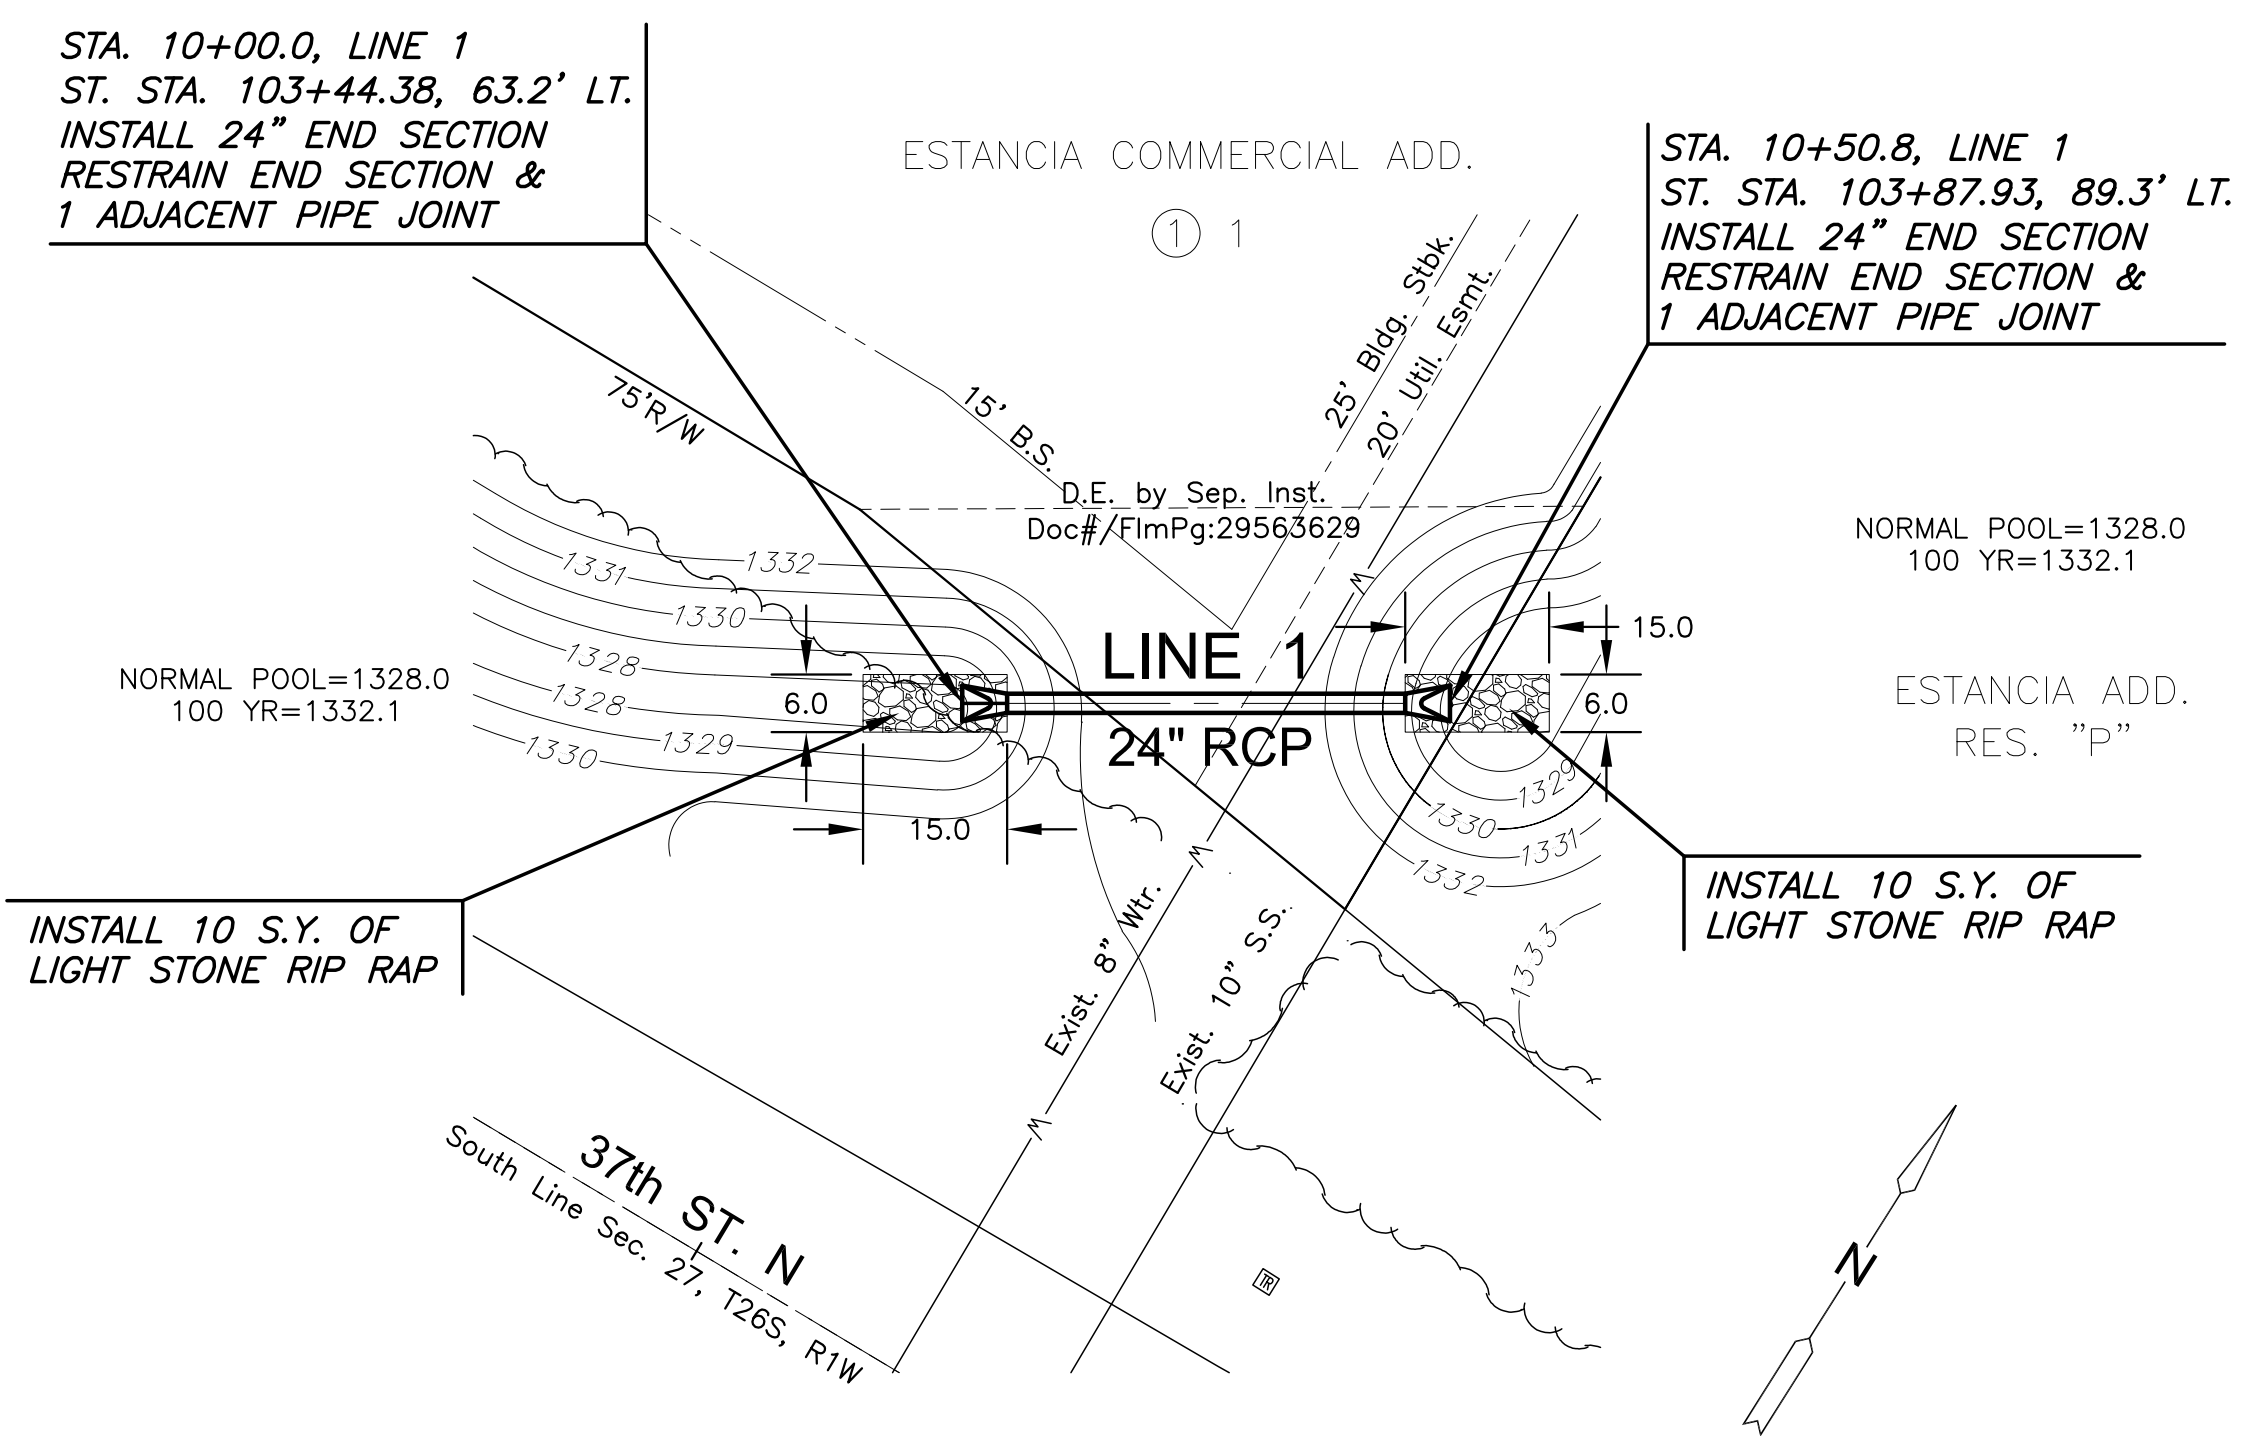 STA. 10+00.0, LINE 1
ST. STA. 103+44.38, 63.2' LT.
INSTALL 24" END SECTION
RESTRAIN END SECTION &
1 ADJACENT PIPE JOINT
ESTANCIA COMMERCIAL ADD.
1 1
STA. 10+50.8, LINE 1
ST. STA. 103+87.93, 89.3' LT.
INSTALL 24" END SECTION
RESTRAIN END SECTION &
1 ADJACENT PIPE JOINT
25' Bldg. Stbk.
20' Util. Esmt.
75'R/W
15' B.S.
D.E. by Sep. Inst.
Doc#/FlmPg:29563629
NORMAL POOL=1328.0
100 YR=1332.1
1332
1331
1330
1328
1328
1329
1330
W
NORMAL POOL=1328.0
100 YR=1332.1
6.0
15.0
LINE 1
24" RCP
15.0
6.0
ESTANCIA ADD.
RES. "P"
1329
1330
1331
1332
1333
W
INSTALL 10 S.Y. OF
LIGHT STONE RIP RAP
INSTALL 10 S.Y. OF
LIGHT STONE RIP RAP
Exist. 8" Wtr.
Exist. 10" S.S.
W
37th ST. N
South Line Sec. 27, T26S, R1W
TR
N